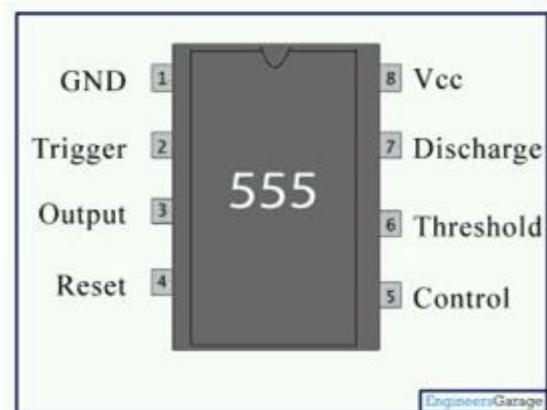 GND 1
Trigger 2
Output 3
Reset 4
555
8 Vcc
7 Discharge
6 Threshold
5 Control
EngineersGarage